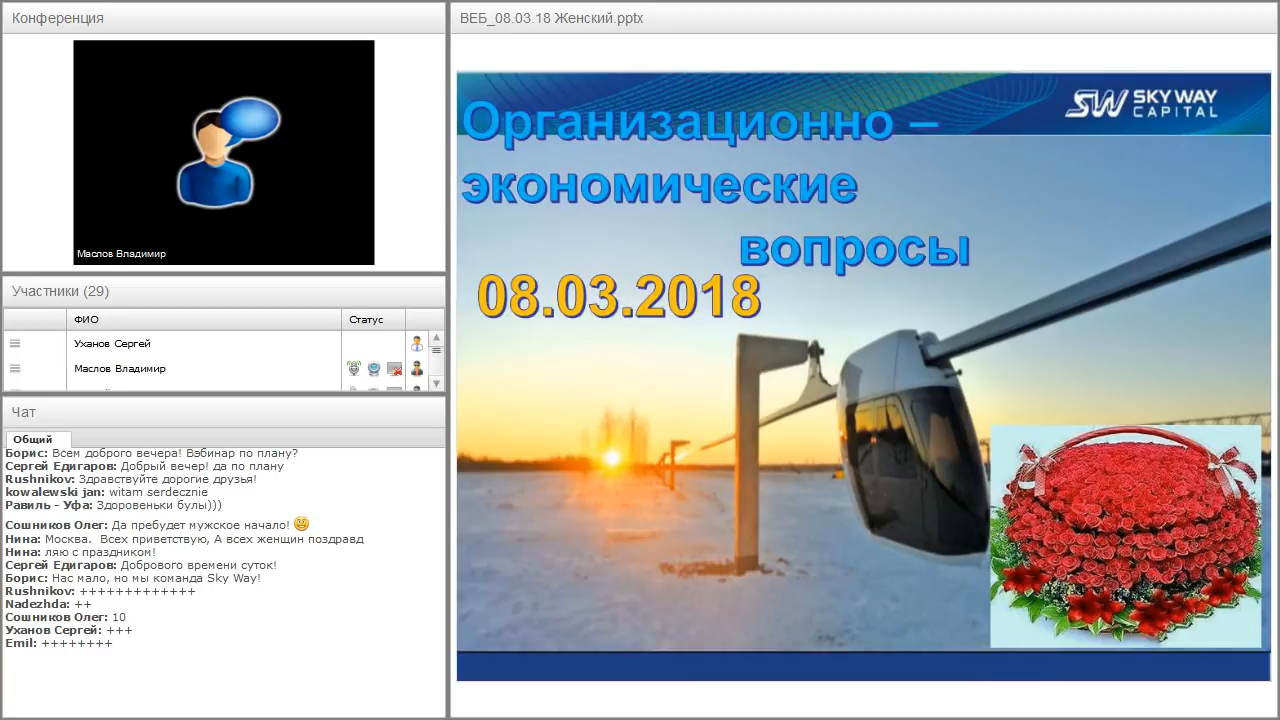 Конференция
Маслов Владимир
Участники (29)
ФИО
Статус
Уханов Сергей
Маслов Владимир
Чат
Общий
Борис: Всем доброго вечера! Вэбинар по плану?
Сергей Едигаров: Добрый вечер! да по плану
Rushnikov: Здравствуйте дорогие друзья!
kowalewski jan: witam serdecznie
Равиль - Уфа: Здоровеньки булы)))
Сошников Олег: Да пребудет мужское начало!
Нина: Москва. Всех приветствую, А всех женщин поздравд
Нина: ляю с праздником!
Сергей Едигаров: Добрового времени суток!
Борис: Нас мало, но мы команда Sky Way!
Rushnikov: +++++++++++++
Nadezhda: ++
Сошников Олег: 10
Уханов Сергей: +++
Emil: ++++++++
ВЕБ_08.03.18 Женский.pptx
SW SKY WAY
CAPITAL
Организационно –
экономические
вопросы
08.03.2018